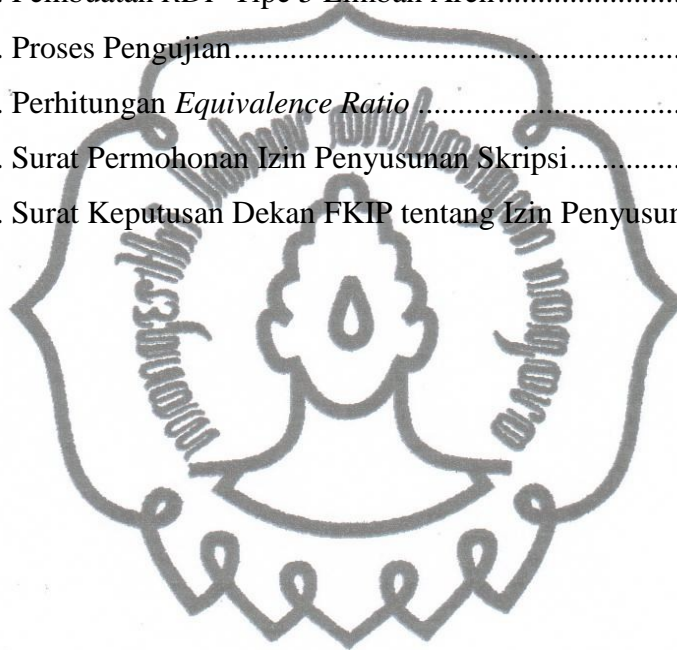 . Pembuatan RDF Tipe Limbah Aren..............................
. Proses Pengujian..............................................................
. Perhitungan Equivalence Ratio ....................................
. Surat Permohonan Izin Penyusunan Skripsi...............
. Surat Keputusan Dekan FKIP tentang Izin Penyusun